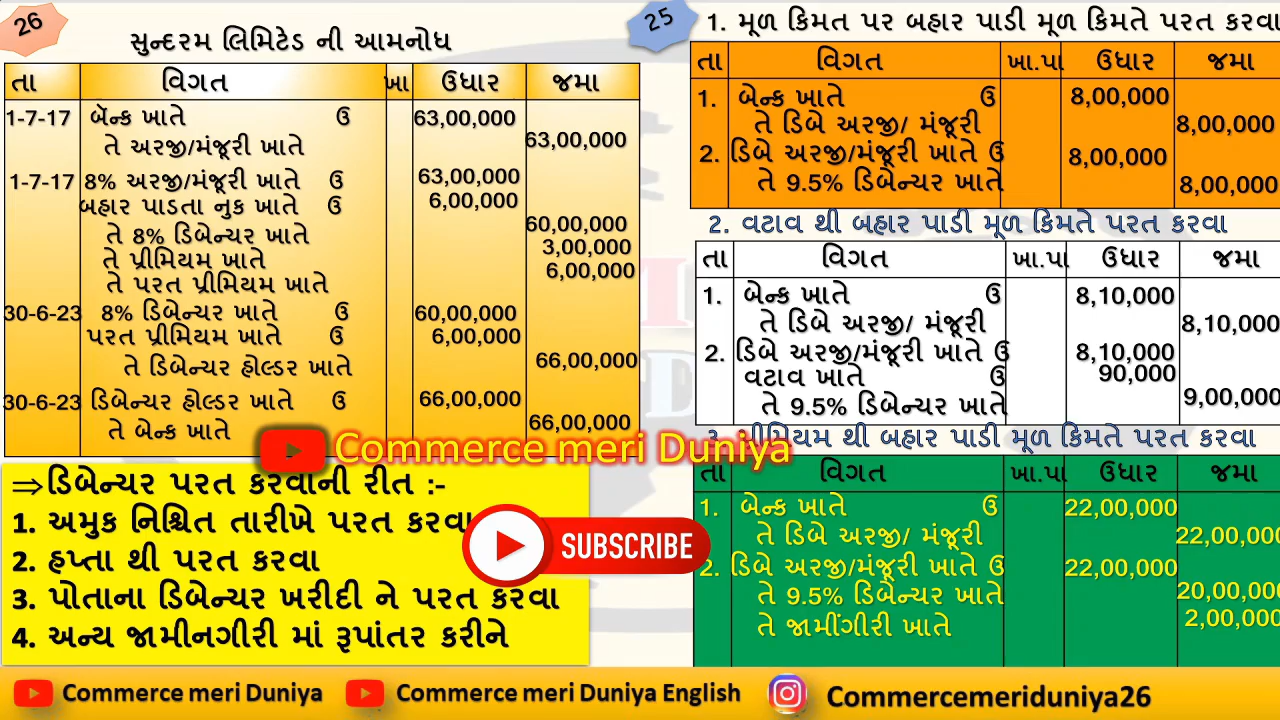 26
સુન્દરમ લિમિટેડ ની આમનોધ
તા વિગત ખા ઉધાર જમા
1-7-17 બેંન્ક ખાતે ઉ 63,00,000
તે અરજી/મંજૂરી ખાતે 63,00,000
1-7-17 8% અરજી/મંજૂરી ખાતે ઉ 63,00,000
બહાર પાડતા નુક ખાતે ઉ 6,00,000
તે 8% ડિબેન્ચર ખાતે 60,00,000
તે પ્રીમિયમ ખાતે 3,00,000
તે પરત પ્રીમિયમ ખાતે 6,00,000
30-6-23 8% ડિબેન્ચર ખાતે ઉ 60,00,000
પરત પ્રીમિયમ ખાતે ઉ 6,00,000
તે ડિબેન્ચર હોલ્ડર ખાતે 66,00,000
30-6-23 ડિબેન્ચર હોલ્ડર ખાતે ઉ 66,00,000
તે બેન્ક ખાતે 66,00,000
⇒ડિબેન્ચર પરત કરવાની રીત :-
1. અમુક નિશ્ચિત તારીખે પરત કરવા
2. હપ્તા થી પરત કરવા
3. પોતાના ડિબેન્ચર ખરીદી ને પરત કરવા
4. અન્ય જામીનગીરી માં રૂપાંતર કરીને
25
1. મૂળ કિમત પર બહાર પાડી મૂળ કિમતે પરત કરવા
તા વિગત ખા.પા ઉધાર જમા
1. બેન્ક ખાતે ઉ 8,00,000
તે ડિબે અરજી/ મંજૂરી 8,00,000
2. ડિબે અરજી/મંજૂરી ખાતે ઉ 8,00,000
તે 9.5% ડિબેન્ચર ખાતે 8,00,000
2. વટાવ થી બહાર પાડી મૂળ કિમતે પરત કરવા
તા વિગત ખા.પા ઉધાર જમા
1. બેન્ક ખાતે ઉ 8,10,000
તે ડિબે અરજી/ મંજૂરી 8,10,000
2. ડિબે અરજી/મંજૂરી ખાતે ઉ 8,10,000
વટાવ ખાતે ઉ 90,000
તે 9.5% ડિબેન્ચર ખાતે 9,00,000
3. પ્રીમિયમ થી બહાર પાડી મૂળ કિમતે પરત કરવા
તા વિગત ખા.પા ઉધાર જમા
1. બેન્ક ખાતે ઉ 22,00,000
તે ડિબે અરજી/ મંજૂરી 22,00,000
2. ડિબે અરજી/મંજૂરી ખાતે ઉ 22,00,000
તે 9.5% ડિબેન્ચર ખાતે 20,00,000
તે જામીંગીરી ખાતે 2,00,000
Commerce meri Duniya
SUBSCRIBE
Commerce meri Duniya Commerce meri Duniya English Commercemeriduniya26